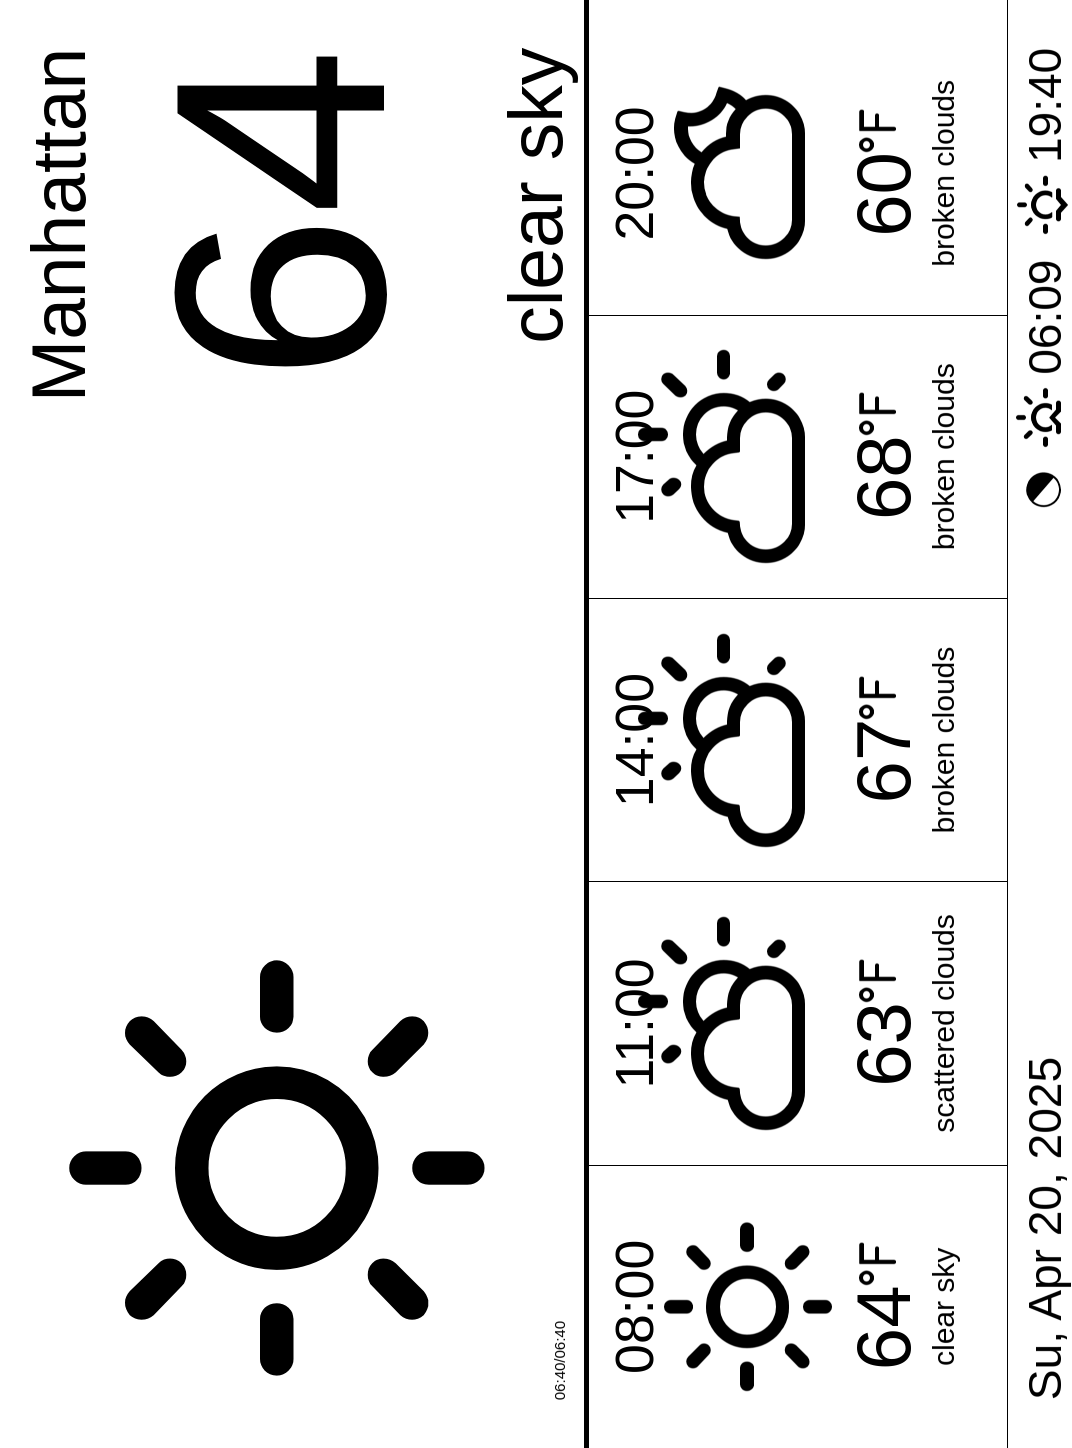 Manhattan
64
clear sky
06:40/06:40
08:00
64°F
clear sky
11:00
63°F
scattered clouds
14:00
67°F
broken clouds
17:00
68°F
broken clouds
20:00
60°F
broken clouds
Su, Apr 20, 2025
06:09 19:40